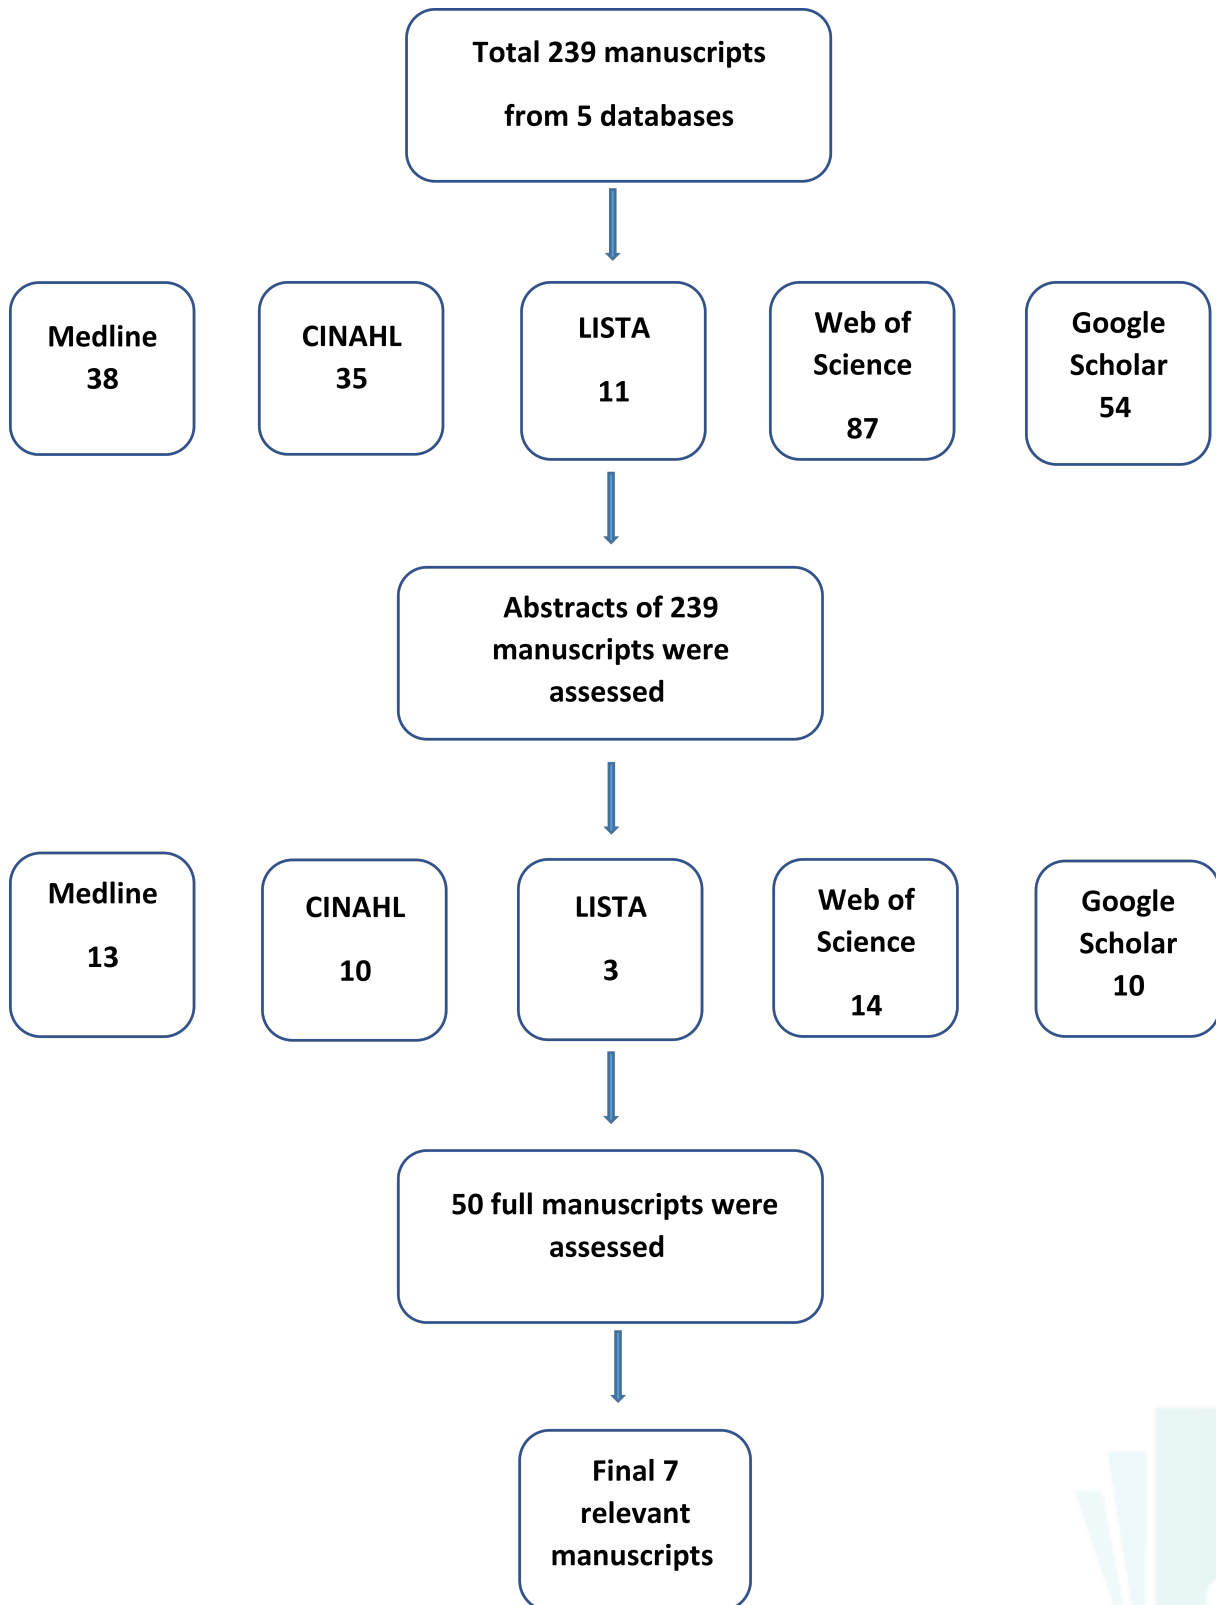 Total 239 manuscripts
from 5 databases
Medline
38
CINAHL
35
LISTA
11
Web of
Science
87
Google
Scholar
54
Abstracts of 239
manuscripts were
assessed
Medline
13
CINAHL
10
LISTA
3
Web of
Science
14
Google
Scholar
10
50 full manuscripts were
assessed
Final 7
relevant
manuscripts